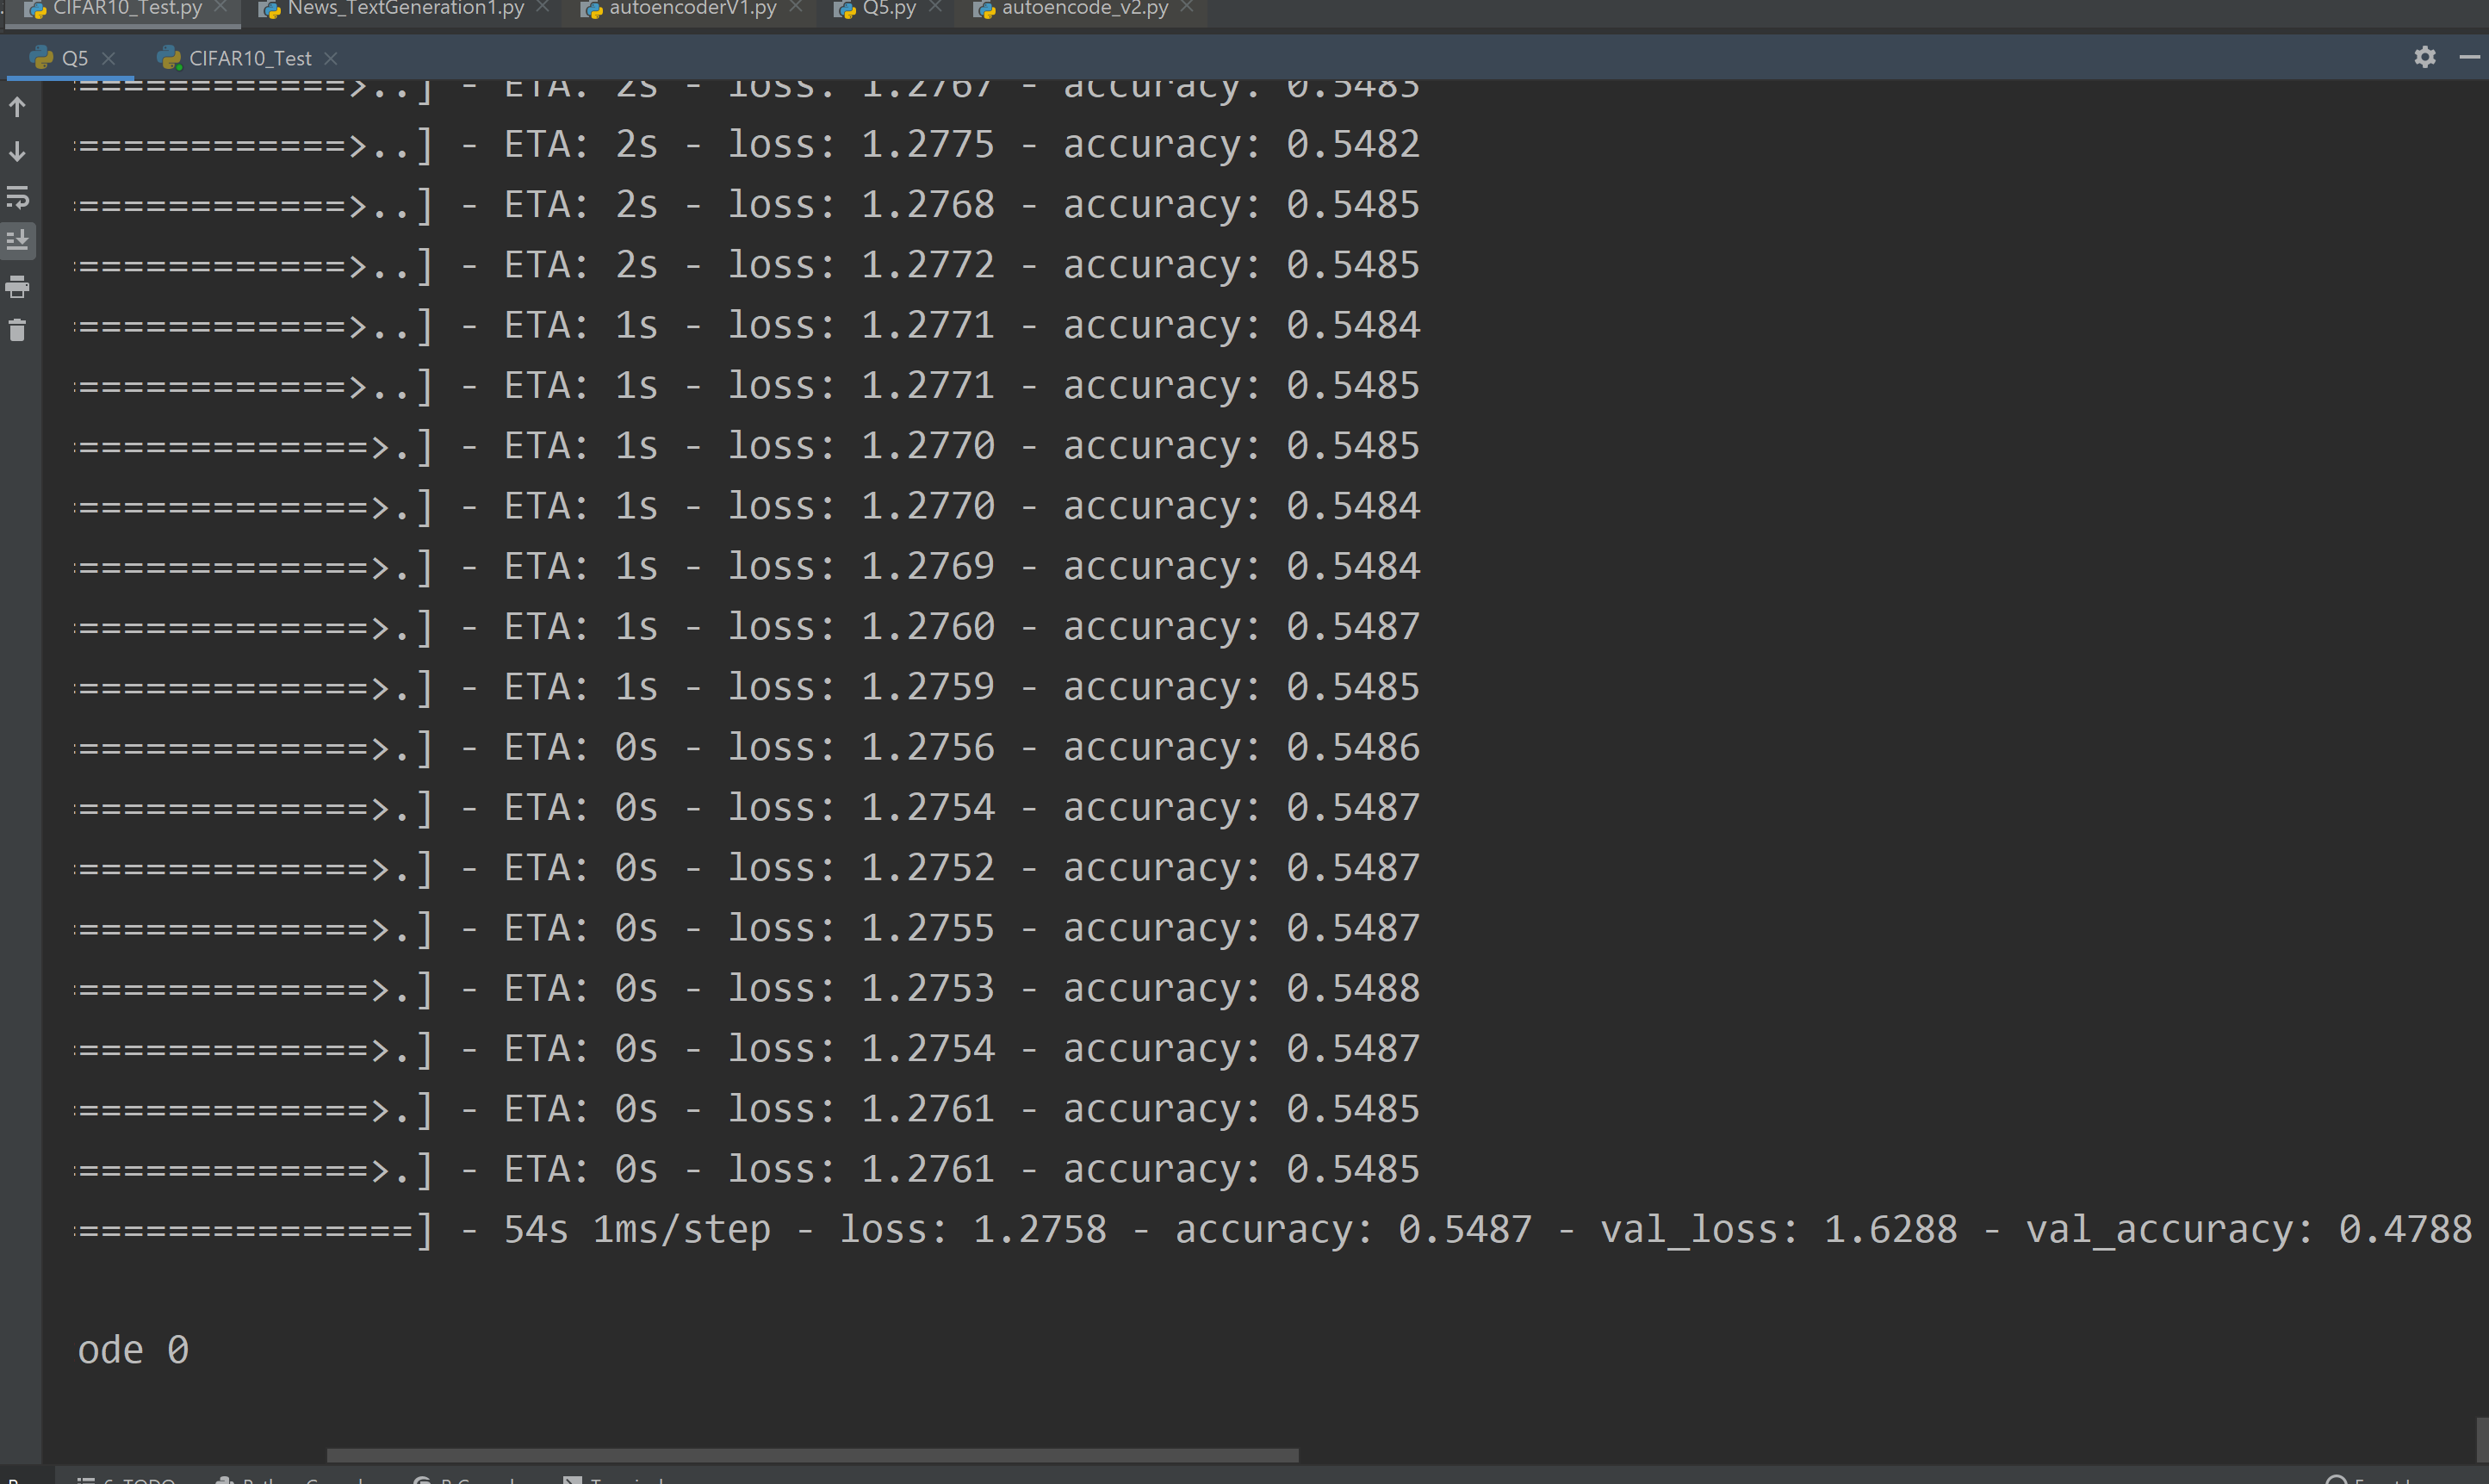 CIFAR10_Test.py News_TextGeneration1.py autoencoderV1.py Q5.py autoencode_v2.py
Q5 CIFAR10_Test
============>..] - ETA: 2s - loss: 1.2767 - accuracy: 0.5483
============>..] - ETA: 2s - loss: 1.2775 - accuracy: 0.5482
============>..] - ETA: 2s - loss: 1.2768 - accuracy: 0.5485
============>..] - ETA: 2s - loss: 1.2772 - accuracy: 0.5485
============>..] - ETA: 1s - loss: 1.2771 - accuracy: 0.5484
============>..] - ETA: 1s - loss: 1.2771 - accuracy: 0.5485
=============>.] - ETA: 1s - loss: 1.2770 - accuracy: 0.5485
=============>.] - ETA: 1s - loss: 1.2770 - accuracy: 0.5484
=============>.] - ETA: 1s - loss: 1.2769 - accuracy: 0.5484
=============>.] - ETA: 1s - loss: 1.2760 - accuracy: 0.5487
=============>.] - ETA: 1s - loss: 1.2759 - accuracy: 0.5485
=============>.] - ETA: 0s - loss: 1.2756 - accuracy: 0.5486
=============>.] - ETA: 0s - loss: 1.2754 - accuracy: 0.5487
=============>.] - ETA: 0s - loss: 1.2752 - accuracy: 0.5487
=============>.] - ETA: 0s - loss: 1.2755 - accuracy: 0.5487
=============>.] - ETA: 0s - loss: 1.2753 - accuracy: 0.5488
=============>.] - ETA: 0s - loss: 1.2754 - accuracy: 0.5487
=============>.] - ETA: 0s - loss: 1.2761 - accuracy: 0.5485
=============>.] - ETA: 0s - loss: 1.2761 - accuracy: 0.5485
===============] - 54s 1ms/step - loss: 1.2758 - accuracy: 0.5487 - val_loss: 1.6288 - val_accuracy: 0.4788
ode 0